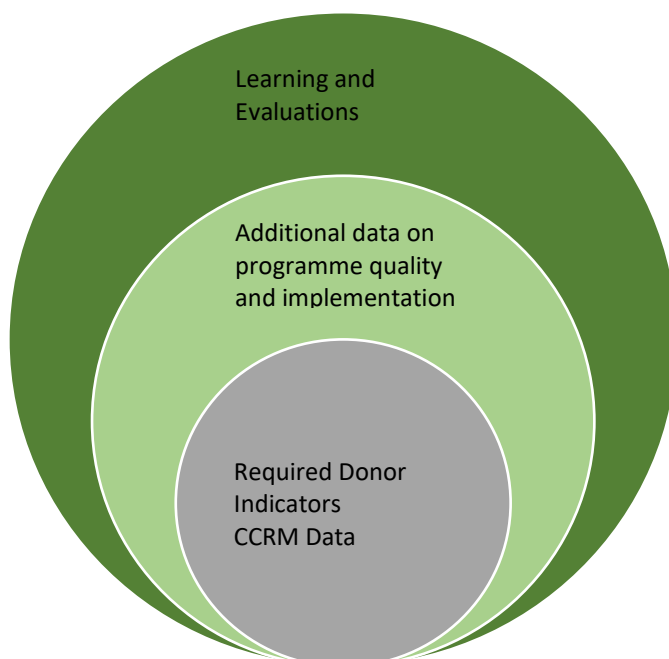 Learning and
Evaluations
Additional data on
programme quality
and implementation
Required Donor
Indicators
CCRM Data